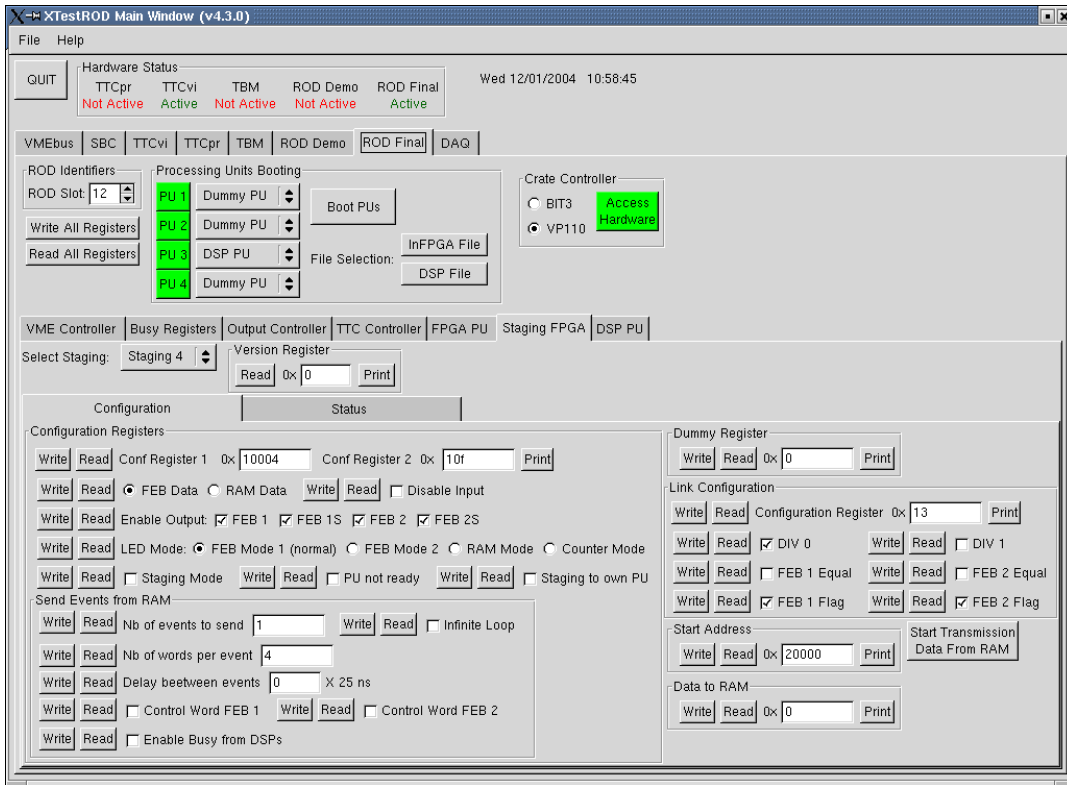 XTestROD Main Window (v4.3.0)
File Help
QUIT
Hardware Status
TTCpr TTCvi TBM ROD Demo ROD Final
Not Active Active Not Active Not Active Active
Wed 12/01/2004 10:58:45
VMEbus SBC TTCvi TTCpr TBM ROD Demo ROD Final DAQ
ROD Identifiers
ROD Slot: 12
Write All Registers
Read All Registers
Processing Units Booting
PU 1 Dummy PU
PU 2 Dummy PU
PU 3 DSP PU
PU 4 Dummy PU
Boot PUs
File Selection:
InFPGA File
DSP File
Crate Controller
BIT3
VP110
Access
Hardware
VME Controller Busy Registers Output Controller TTC Controller FPGA PU Staging FPGA DSP PU
Select Staging: Staging 4
Version Register
Read 0x 0 Print
Configuration Status
Configuration Registers
Write Read Conf Register 1 0x 10004 Conf Register 2 0x 10f Print
Write Read FEB Data RAM Data Write Read Disable Input
Write Read Enable Output: FEB 1 FEB 1S FEB 2 FEB 2S
Write Read LED Mode: FEB Mode 1 (normal) FEB Mode 2 RAM Mode Counter Mode
Write Read Staging Mode Write Read PU not ready Write Read Staging to own PU
Send Events from RAM
Write Read Nb of events to send 1 Write Read Infinite Loop
Write Read Nb of words per event 4
Write Read Delay beetween events 0 X 25 ns
Write Read Control Word FEB 1 Write Read Control Word FEB 2
Write Read Enable Busy from DSPs
Dummy Register
Write Read 0x 0 Print
Link Configuration
Write Read Configuration Register 0x 13 Print
Write Read DIV 0 Write Read DIV 1
Write Read FEB 1 Equal Write Read FEB 2 Equal
Write Read FEB 1 Flag Write Read FEB 2 Flag
Start Address
Write Read 0x 20000 Print
Start Transmission
Data From RAM
Data to RAM
Write Read 0x 0 Print